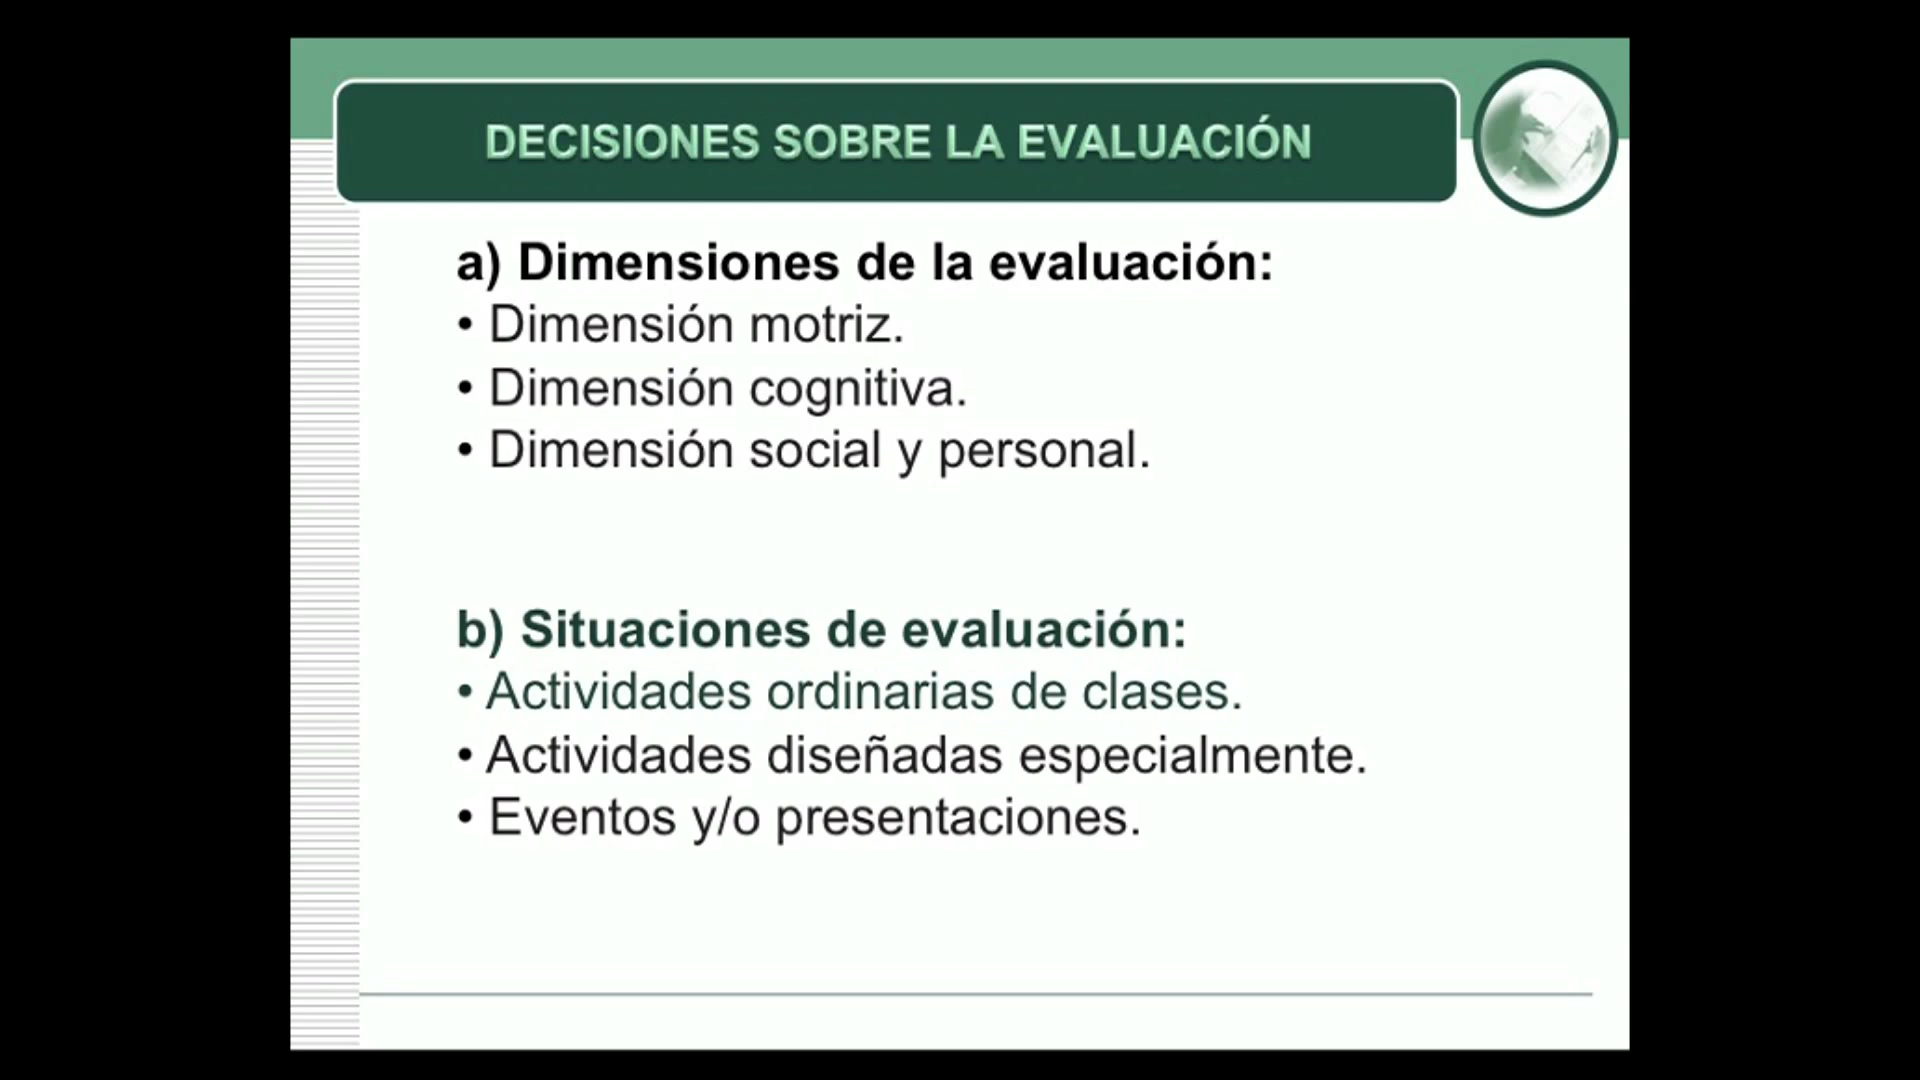 DECISIONES SOBRE LA EVALUACIÓN
a) Dimensiones de la evaluación:
• Dimensión motriz.
• Dimensión cognitiva.
• Dimensión social y personal.
b) Situaciones de evaluación:
• Actividades ordinarias de clases.
• Actividades diseñadas especialmente.
• Eventos y/o presentaciones.